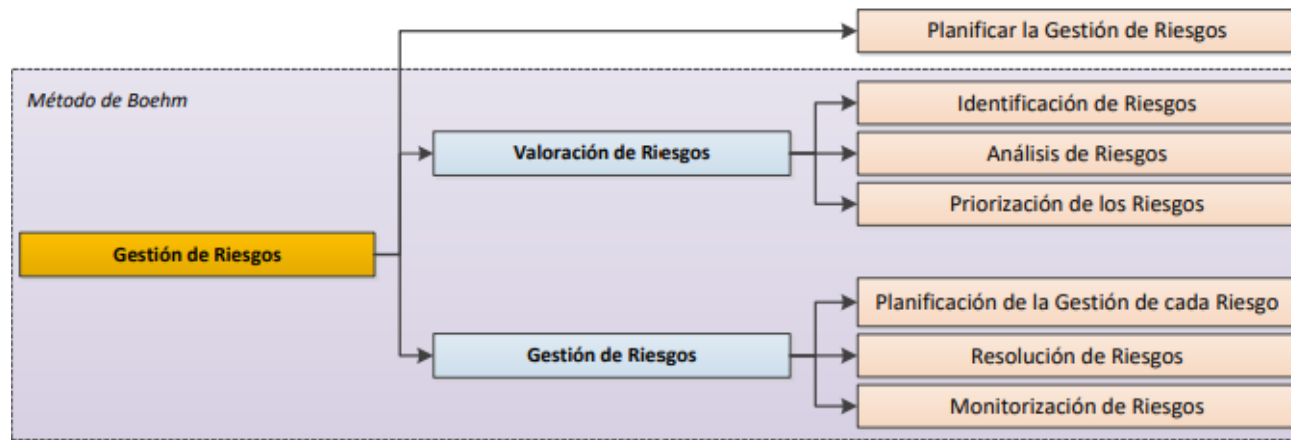 Planificar la Gestión de Riesgos
Método de Boehm
Identificación de Riesgos
Valoración de Riesgos
Análisis de Riesgos
Priorización de los Riesgos
Gestión de Riesgos
Planificación de la Gestión de cada Riesgo
Gestión de Riesgos
Resolución de Riesgos
Monitorización de Riesgos